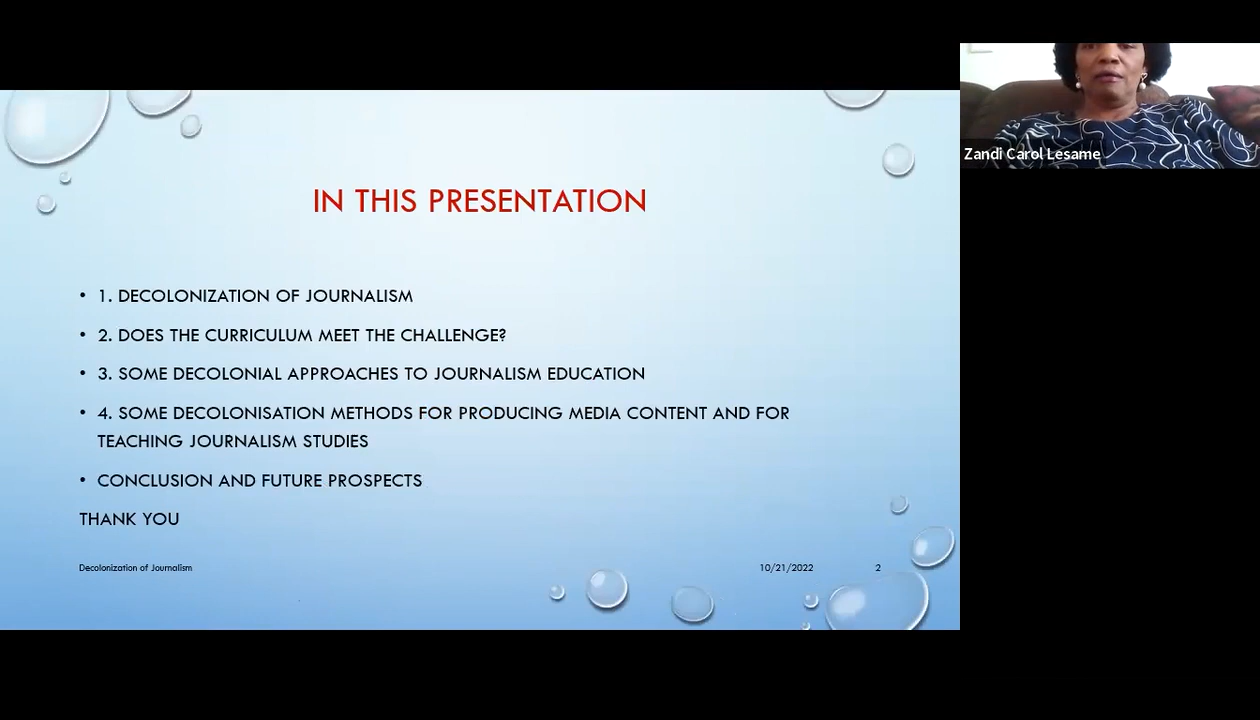 IN THIS PRESENTATION
• 1. DECOLONIZATION OF JOURNALISM
• 2. DOES THE CURRICULUM MEET THE CHALLENGE?
• 3. SOME DECOLONIAL APPROACHES TO JOURNALISM EDUCATION
• 4. SOME DECOLONISATION METHODS FOR PRODUCING MEDIA CONTENT AND FOR
TEACHING JOURNALISM STUDIES
• CONCLUSION AND FUTURE PROSPECTS
THANK YOU
Decolonization of Journalism
10/21/2022
2
Zandi Carol Lesame